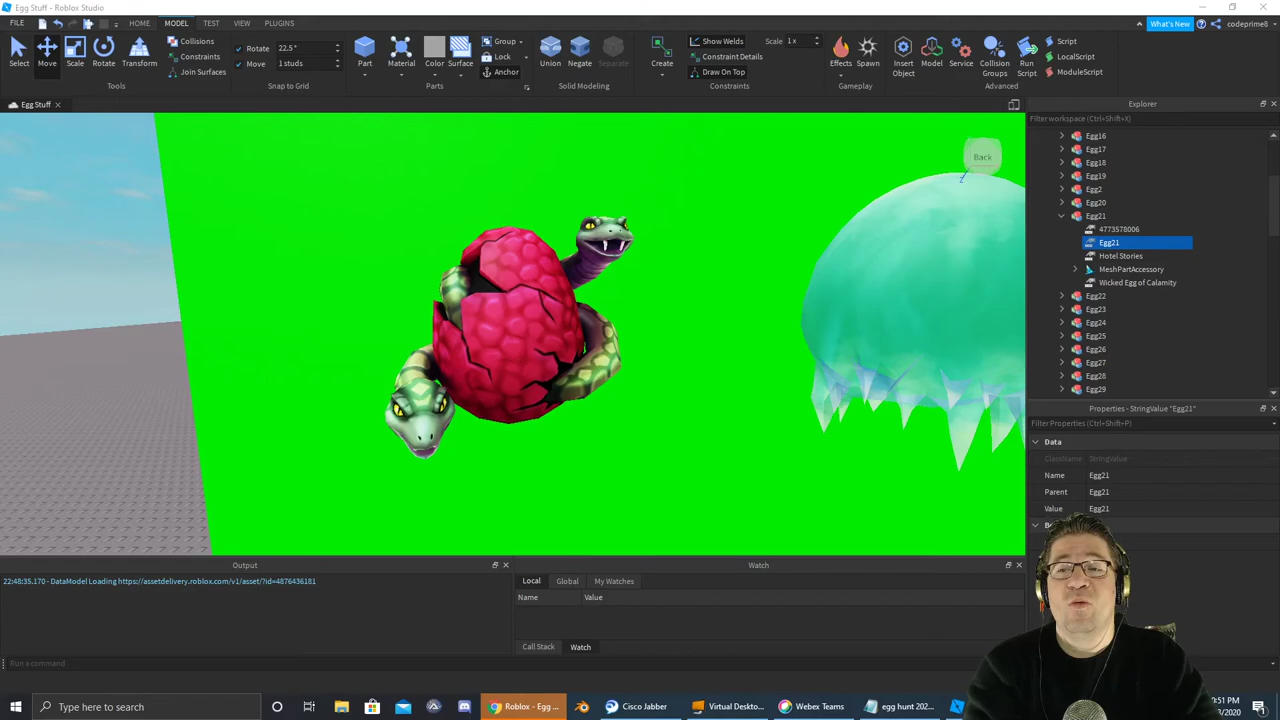 Egg Stuff - Roblox Studio
FILE HOME MODEL TEST VIEW PLUGINS What's New codeprime8
Select Move Scale Rotate Transform
Collisions
Constraints
Join Surfaces
Tools
Rotate 22.5°
Move 1 studs
Snap to Grid
Part Material Color Surface
Group
Lock
Anchor
Parts
Union Negate Separate
Solid Modeling
Create
Show Welds Scale 1 x
Constraint Details
Draw On Top
Constraints
Effects Spawn
Gameplay
Insert Object Model Service Collision Groups Run Script
Script
LocalScript
ModuleScript
Advanced
Egg Stuff
Back
Explorer
Filter workspace (Ctrl+Shift+X)
Egg16
Egg17
Egg18
Egg19
Egg2
Egg20
Egg21
4773578006
Egg21
Hotel Stories
MeshPartAccessory
Wicked Egg of Calamity
Egg22
Egg23
Egg24
Egg25
Egg26
Egg27
Egg28
Egg29
Properties - StringValue "Egg21"
Filter Properties (Ctrl+Shift+P)
Data
ClassName StringValue
Name Egg21
Parent Egg21
Value Egg21
Output
22:48:35.170 - DataModel Loading https://assetdelivery.roblox.com/v1/asset/?id=4876436181
Watch
Local Global My Watches
Name Value
Call Stack Watch
Run a command
Type here to search
Roblox - Egg ...
Cisco Jabber
Virtual Deskto...
Webex Teams
egg hunt 202...